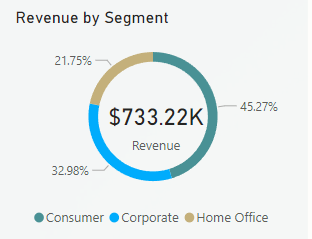 Revenue by Segment
21.75%
45.27%
$733.22K
Revenue
32.98%
Consumer Corporate Home Office